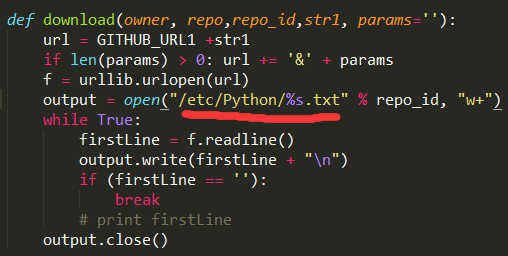 def download(owner, repo,repo_id,str1, params=''):
url = GITHUB_URL1 +str1
if len(params) > 0: url += '&' + params
f = urllib.urlopen(url)
output = open("/etc/Python/%s.txt" % repo_id, "w+")
while True:
firstLine = f.readline()
output.write(firstLine + "\n")
if (firstLine == ''):
break
# print firstLine
output.close()